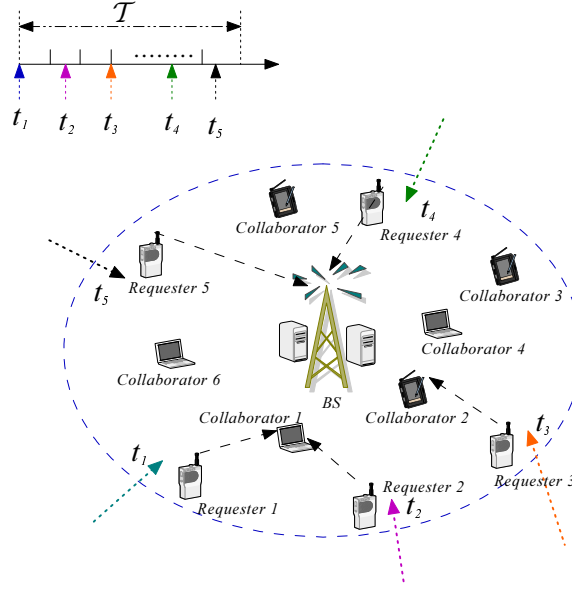 𝒯
t₁ t₂ t₃ t₄ t₅
Collaborator 5
t₄
Requester 4
Requester 5
t₅
Collaborator 3
Collaborator 4
Collaborator 6
BS
Collaborator 1
Collaborator 2
t₃
t₁
Requester 3
Requester 2
Requester 1
t₂